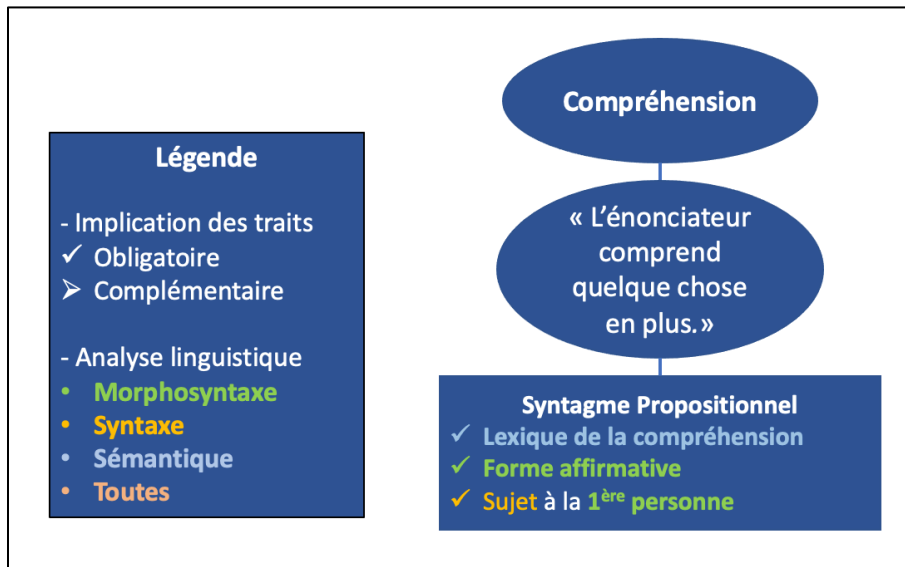 Légende
- Implication des traits
✓ Obligatoire
➢ Complémentaire
- Analyse linguistique
• Morphosyntaxe
• Syntaxe
• Sémantique
• Toutes
Compréhension
« L’énonciateur
comprend
quelque chose
en plus.»
Syntagme Propositionnel
✓ Lexique de la compréhension
✓ Forme affirmative
✓ Sujet à la 1ère personne